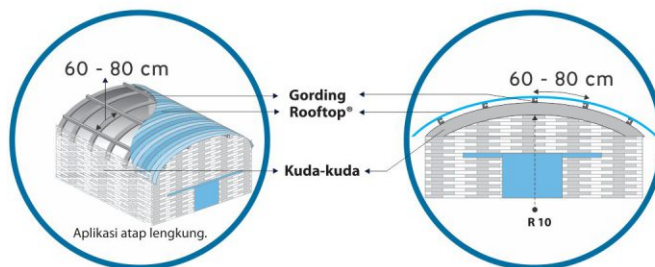 60 - 80 cm
Gording
Rooftop®
Kuda-kuda
Aplikasi atap lengkung.
60 - 80 cm
R 10